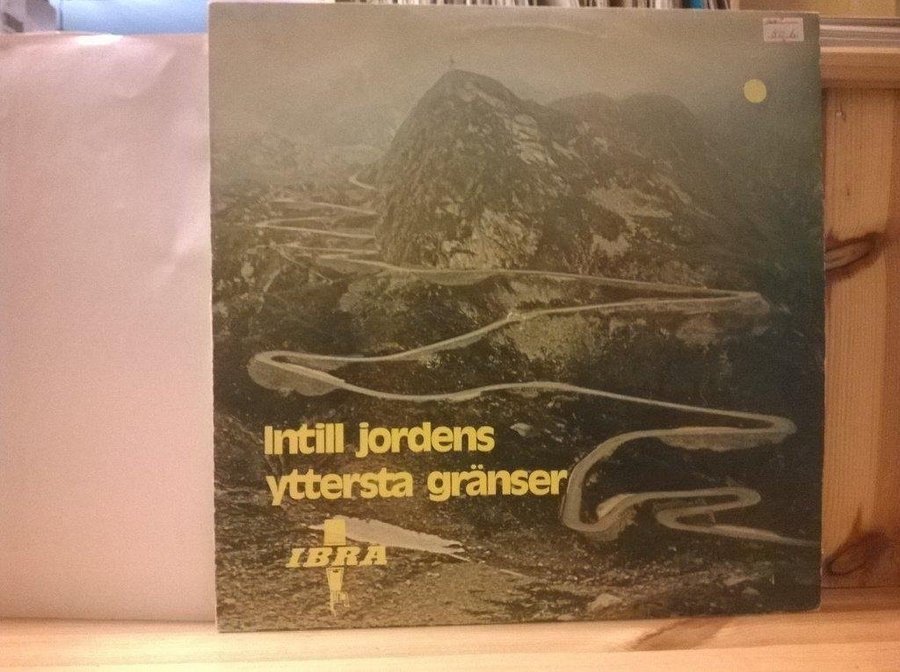 Intill jordens
yttersta gränser
IBRA